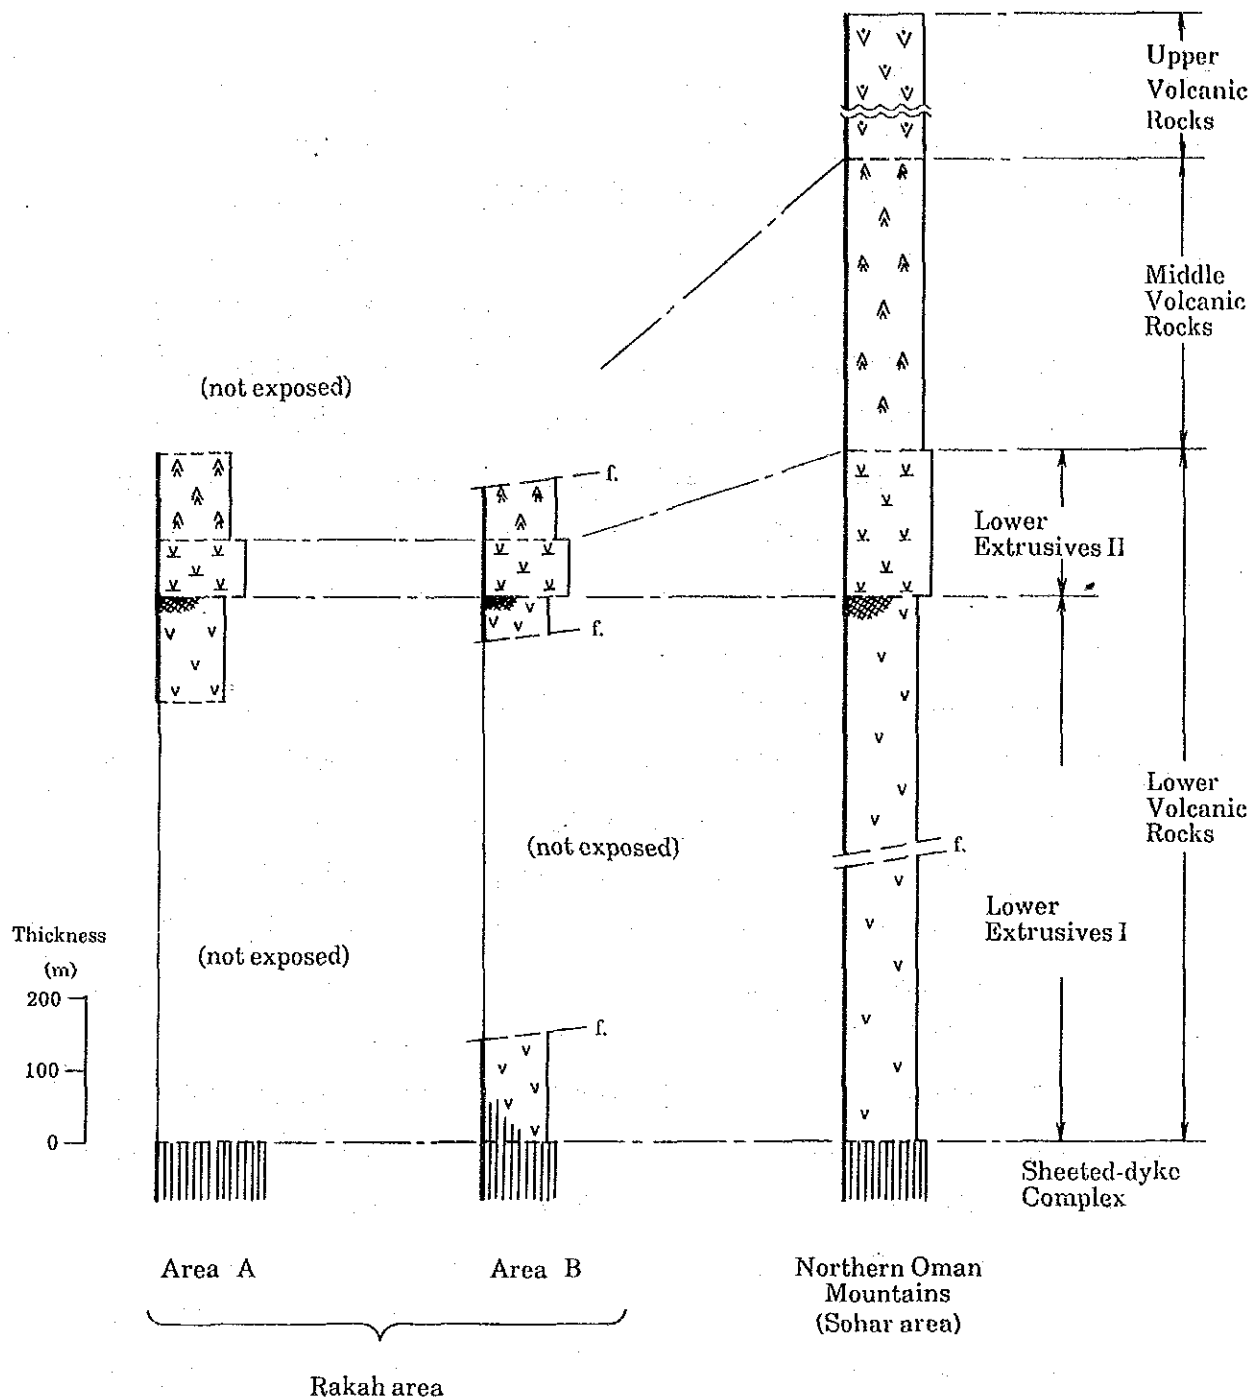 Upper
Volcanic
Rocks
Middle
Volcanic
Rocks
(not exposed)
f.
f.
Lower
Extrusives II
Lower
Volcanic
Rocks
(not exposed)
f.
Lower
Extrusives I
Thickness
(m)
200
100
0
(not exposed)
f.
Sheeted-dyke
Complex
Area A
Area B
Northern Oman
Mountains
(Sohar area)
Rakah area